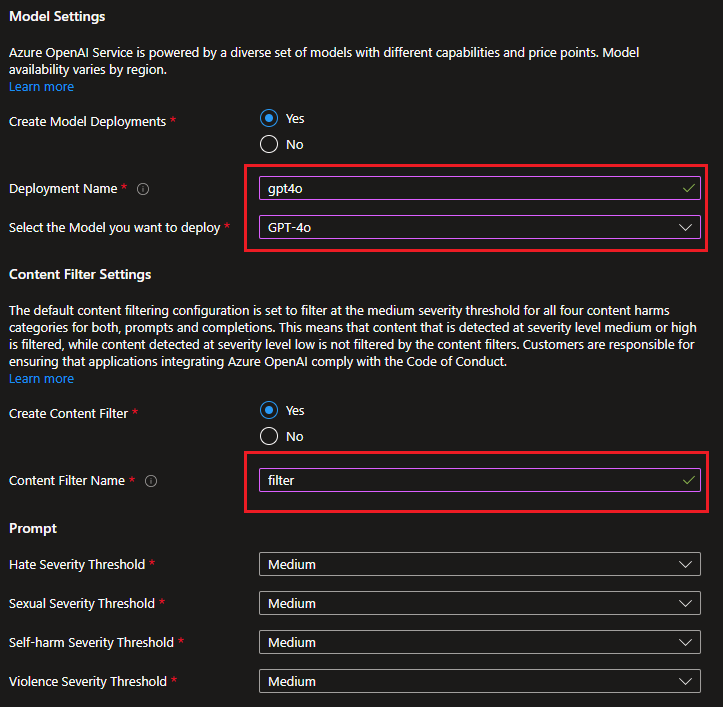 Model Settings
Azure OpenAI Service is powered by a diverse set of models with different capabilities and price points. Model
availability varies by region.
Learn more
Create Model Deployments *
Yes
No
Deployment Name *
gpt4o
Select the Model you want to deploy *
GPT-4o
Content Filter Settings
The default content filtering configuration is set to filter at the medium severity threshold for all four content harms
categories for both, prompts and completions. This means that content that is detected at severity level medium or high
is filtered, while content detected at severity level low is not filtered by the content filters. Customers are responsible for
ensuring that applications integrating Azure OpenAI comply with the Code of Conduct.
Learn more
Create Content Filter *
Yes
No
Content Filter Name *
filter
Prompt
Hate Severity Threshold *
Medium
Sexual Severity Threshold *
Medium
Self-harm Severity Threshold *
Medium
Violence Severity Threshold *
Medium